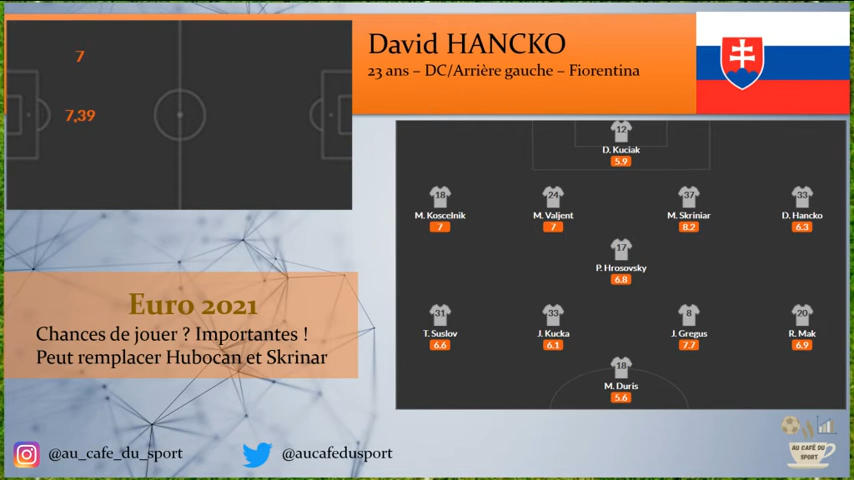 David HANCKO
23 ans – DC/Arrière gauche – Fiorentina
7
7,39
12
D. Kuciak
5.9
18
M. Koscelnik
7
24
M. Valjent
7
37
M. Skriniar
8.2
33
D. Hancko
6.3
17
P. Hrosovsky
6.8
31
T. Suslov
6.6
33
J. Kucka
6.1
8
J. Gregus
7.7
20
R. Mak
6.9
18
M. Duris
5.6
Euro 2021
Chances de jouer ? Importantes !
Peut remplacer Hubocan et Skrinar
@au_cafe_du_sport
@aucafedusport
AU CAFÉ DU
SPORT